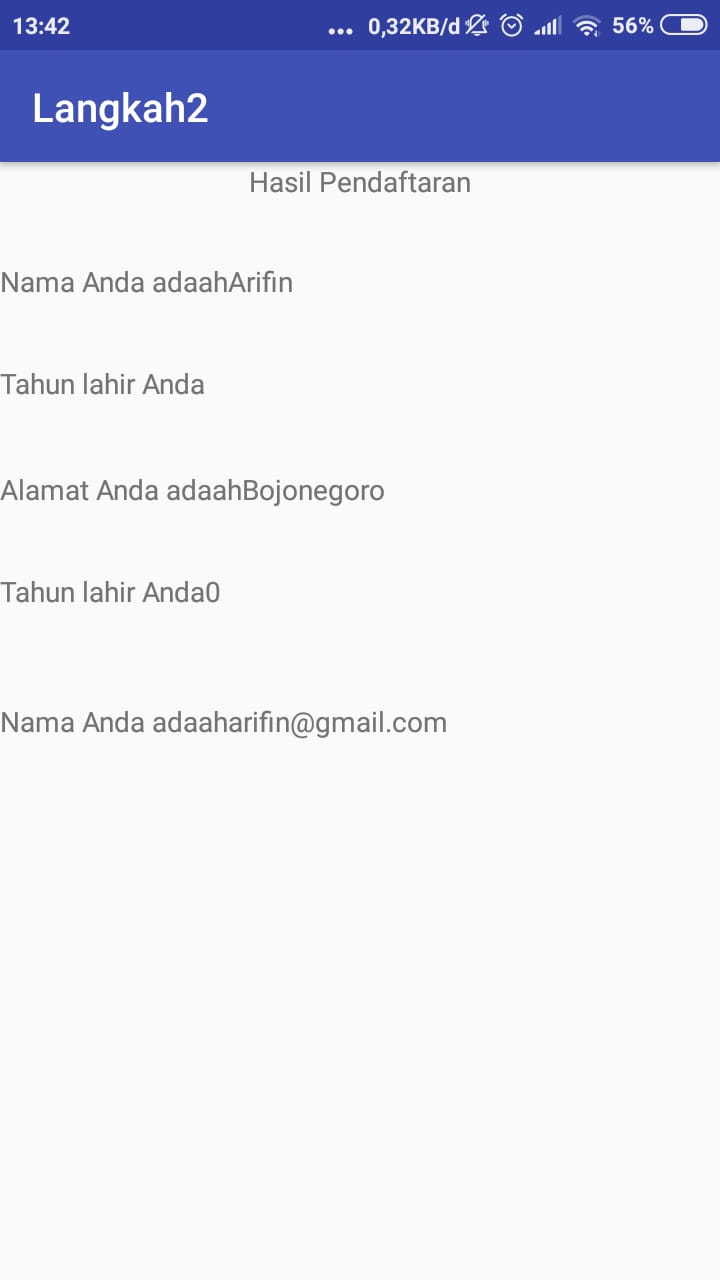 13:42 ... 0,32KB/d 56%
Langkah2
Hasil Pendaftaran
Nama Anda adaahArifin
Tahun lahir Anda
Alamat Anda adaahBojonegoro
Tahun lahir Anda0
Nama Anda adaaharifin@gmail.com